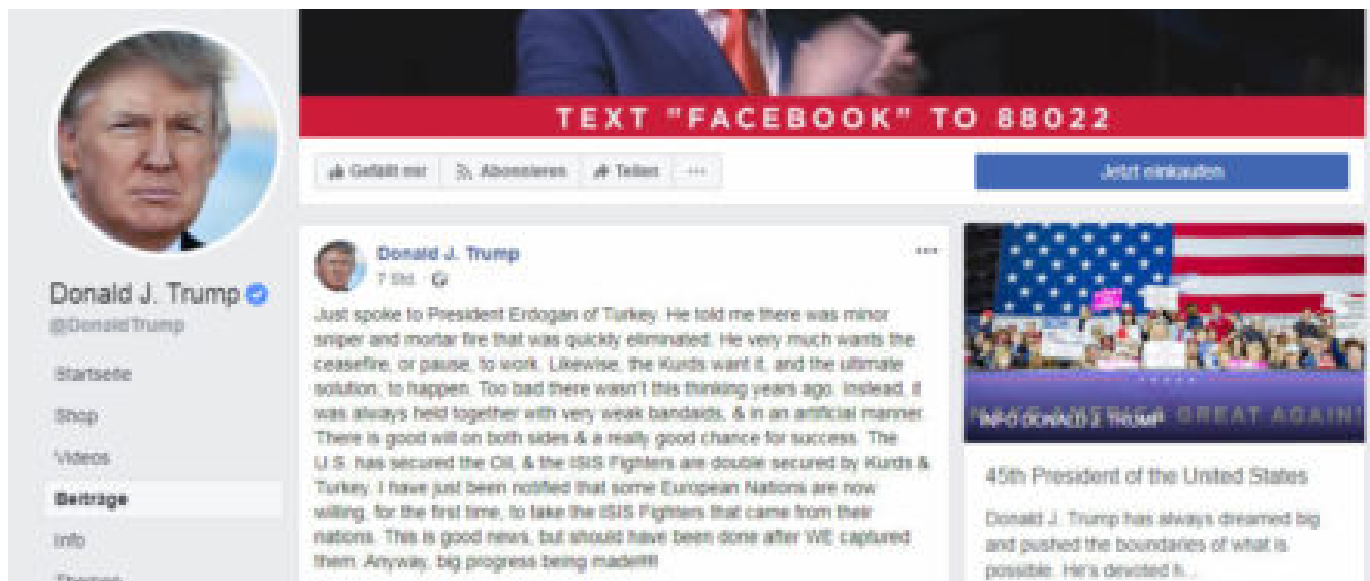 TEXT "FACEBOOK" TO 88022
Gefällt mir
Abonnieren
Teilen
Jetzt einkaufen
Donald J. Trump
@DonaldTrump
Startseite
Shop
Videos
Beiträge
Info
Themen
Donald J. Trump
7 Std.
Just spoke to President Erdogan of Turkey. He told me there was minor
sniper and mortar fire that was quickly eliminated. He very much wants the
ceasefire, or pause, to work. Likewise, the Kurds want it, and the ultimate
solution, to happen. Too bad there wasn't this thinking years ago. Instead, it
was always held together with very weak bandaids, & in an artificial manner.
There is good will on both sides & a really good chance for success. The
U.S. has secured the Oil, & the ISIS Fighters are double secured by Kurds &
Turkey. I have just been notified that some European Nations are now
willing, for the first time, to take the ISIS Fighters that came from their
nations. This is good news, but should have been done after WE captured
them. Anyway, big progress being made!!!!
MAKE AMERICA GREAT AGAIN!
INFO DONALD J. TRUMP
45th President of the United States
Donald J. Trump has always dreamed big
and pushed the boundaries of what is
possible. He's devoted h...